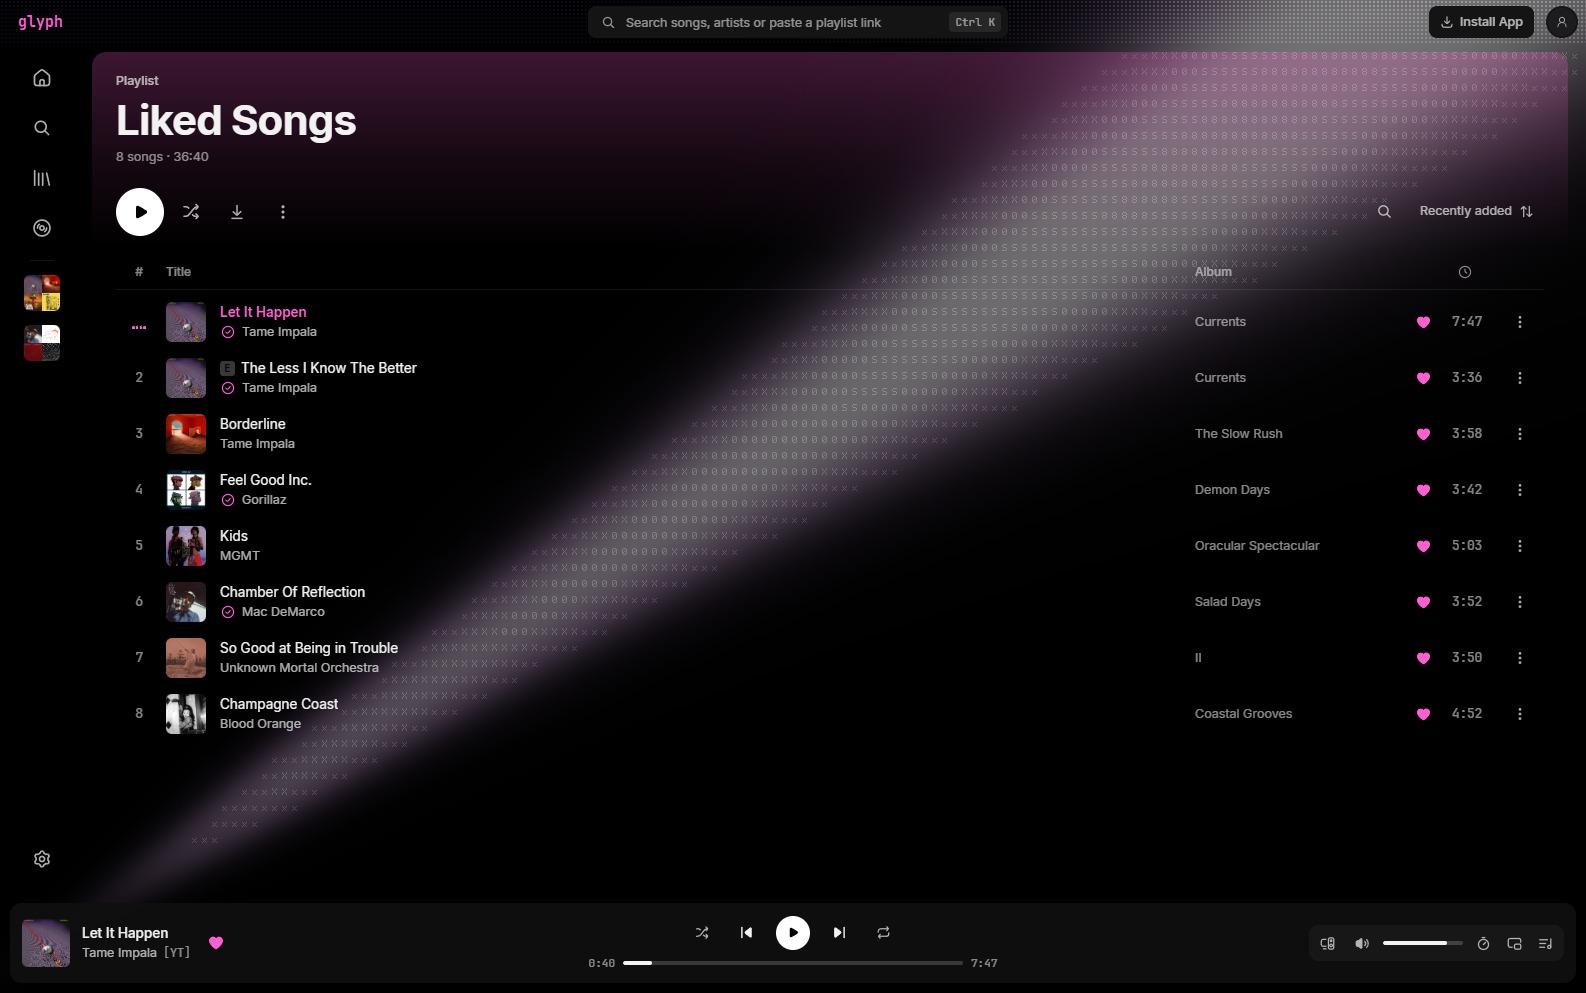 glyph
Search songs, artists or paste a playlist link
Ctrl K
Install App
Playlist
Liked Songs
8 songs · 36:40
Recently added
# Title Album
Let It Happen
Tame Impala
Currents 7:47
2
E The Less I Know The Better
Tame Impala
Currents 3:36
3
Borderline
Tame Impala
The Slow Rush 3:58
4
Feel Good Inc.
Gorillaz
Demon Days 3:42
5
Kids
MGMT
Oracular Spectacular 5:03
6
Chamber Of Reflection
Mac DeMarco
Salad Days 3:52
7
So Good at Being in Trouble
Unknown Mortal Orchestra
II 3:50
8
Champagne Coast
Blood Orange
Coastal Grooves 4:52
Let It Happen
Tame Impala [YT]
0:40 7:47